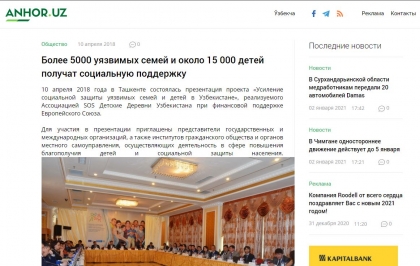 ANHOR.UZ
Ўзбекча
Реклама
Контакты
Общество
10 апреля 2018
0
Более 5000 уязвимых семей и около 15 000 детей
получат социальную поддержку
10 апреля 2018 года в Ташкенте состоялась презентация проекта «Усиление
социальной защиты уязвимых семей и детей в Узбекистане», реализуемого
Ассоциацией SOS Детские Деревни Узбекистана при финансовой поддержке
Европейского Союза.
Для участия в презентации приглашены представители государственных и
международных организаций, а также институтов гражданского общества и органов
местного самоуправления, осуществляющих деятельность в сфере повышения
благополучения детей и социальной защиты населения.
Последние новости
Новости
В Сурхандарьинской области
медработникам передали 20
автомобилей Damas
02 января 2021
17:42
0
Новости
В Чимгане одностороннее
движение действует до 5 января
02 января 2021
17:21
0
Реклама
Компания Roodell от всего сердца
поздравляет Вас с новым 2021
годом!
31 декабря 2020
11:20
0
KAPITALBANK